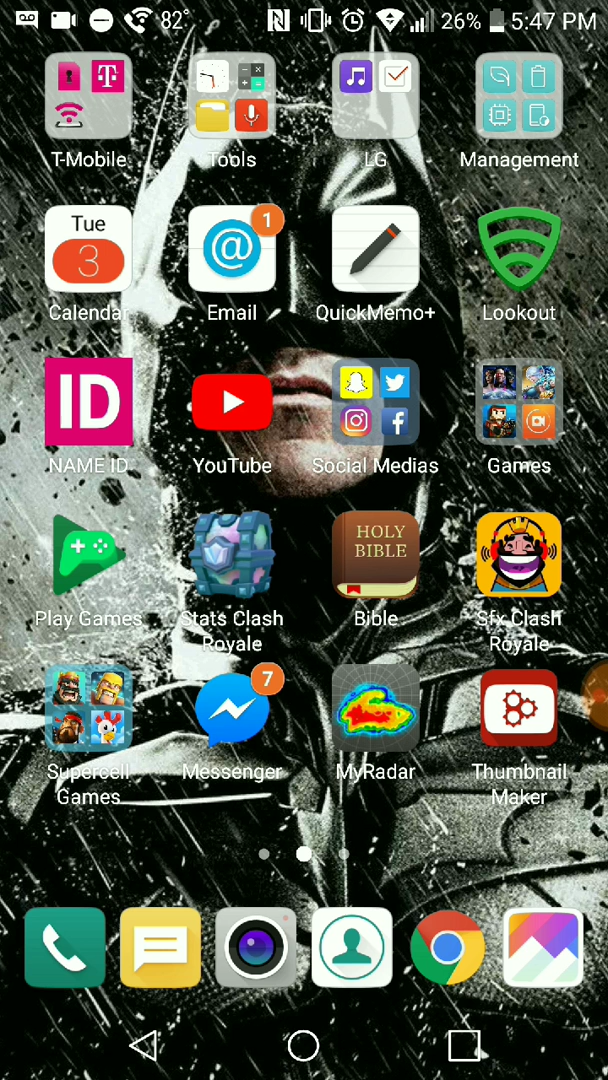 82° 26% 5:47 PM
T-Mobile Tools LG Management
Tue
3
@ 1
Calendar Email QuickMemo+ Lookout
ID
NAME ID YouTube Social Medias Games
HOLY
BIBLE
Play Games Stats Clash Royale Bible Sfx Clash Royale
7
Supercell Games Messenger MyRadar Thumbnail Maker